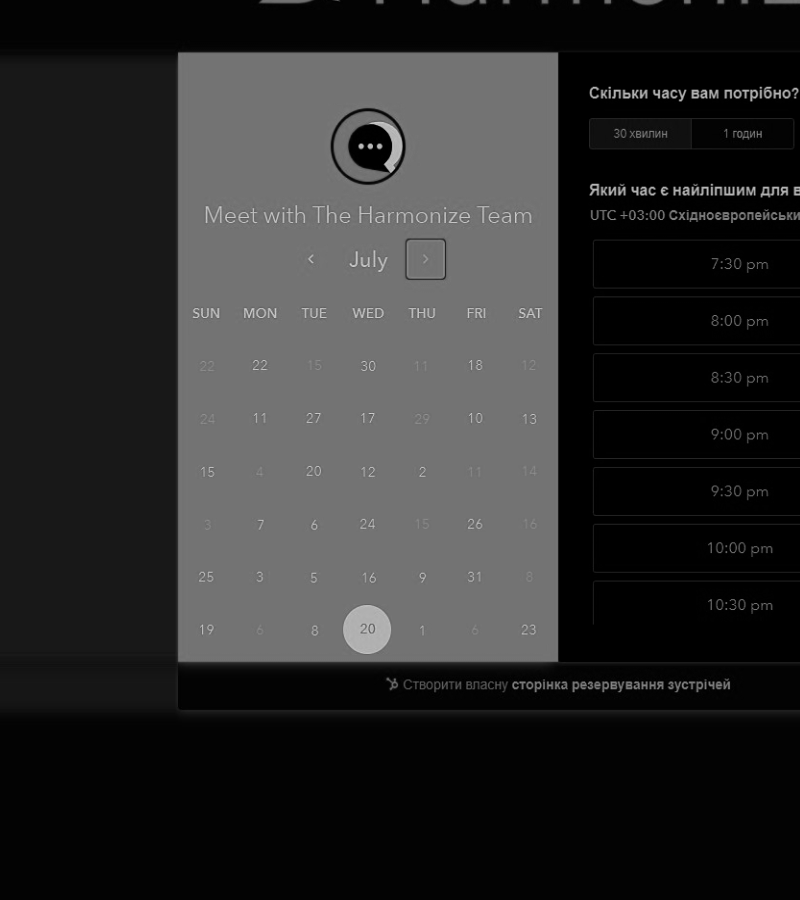 Meet with The Harmonize Team
July
SUN MON TUE WED THU FRI SAT
22 22 15 30 11 18 12
24 11 27 17 29 10 13
15 4 20 12 2 11 14
3 7 6 24 15 26 16
25 3 5 16 9 31 8
19 6 8 20 1 6 23
Скільки часу вам потрібно?
30 хвилин 1 годин
Який час є найліпшим для
UTC +03:00
7:30 pm
8:00 pm
8:30 pm
9:00 pm
9:30 pm
10:00 pm
10:30 pm
Створити власну сторінка резервування зустрічей